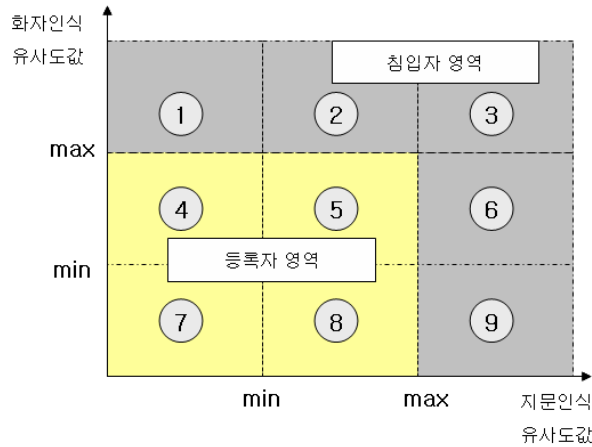 화자인식
유사도값
침입자 영역
① ② ③
max
④ ⑤ ⑥
등록자 영역
min
⑦ ⑧ ⑨
min max 지문인식
유사도값